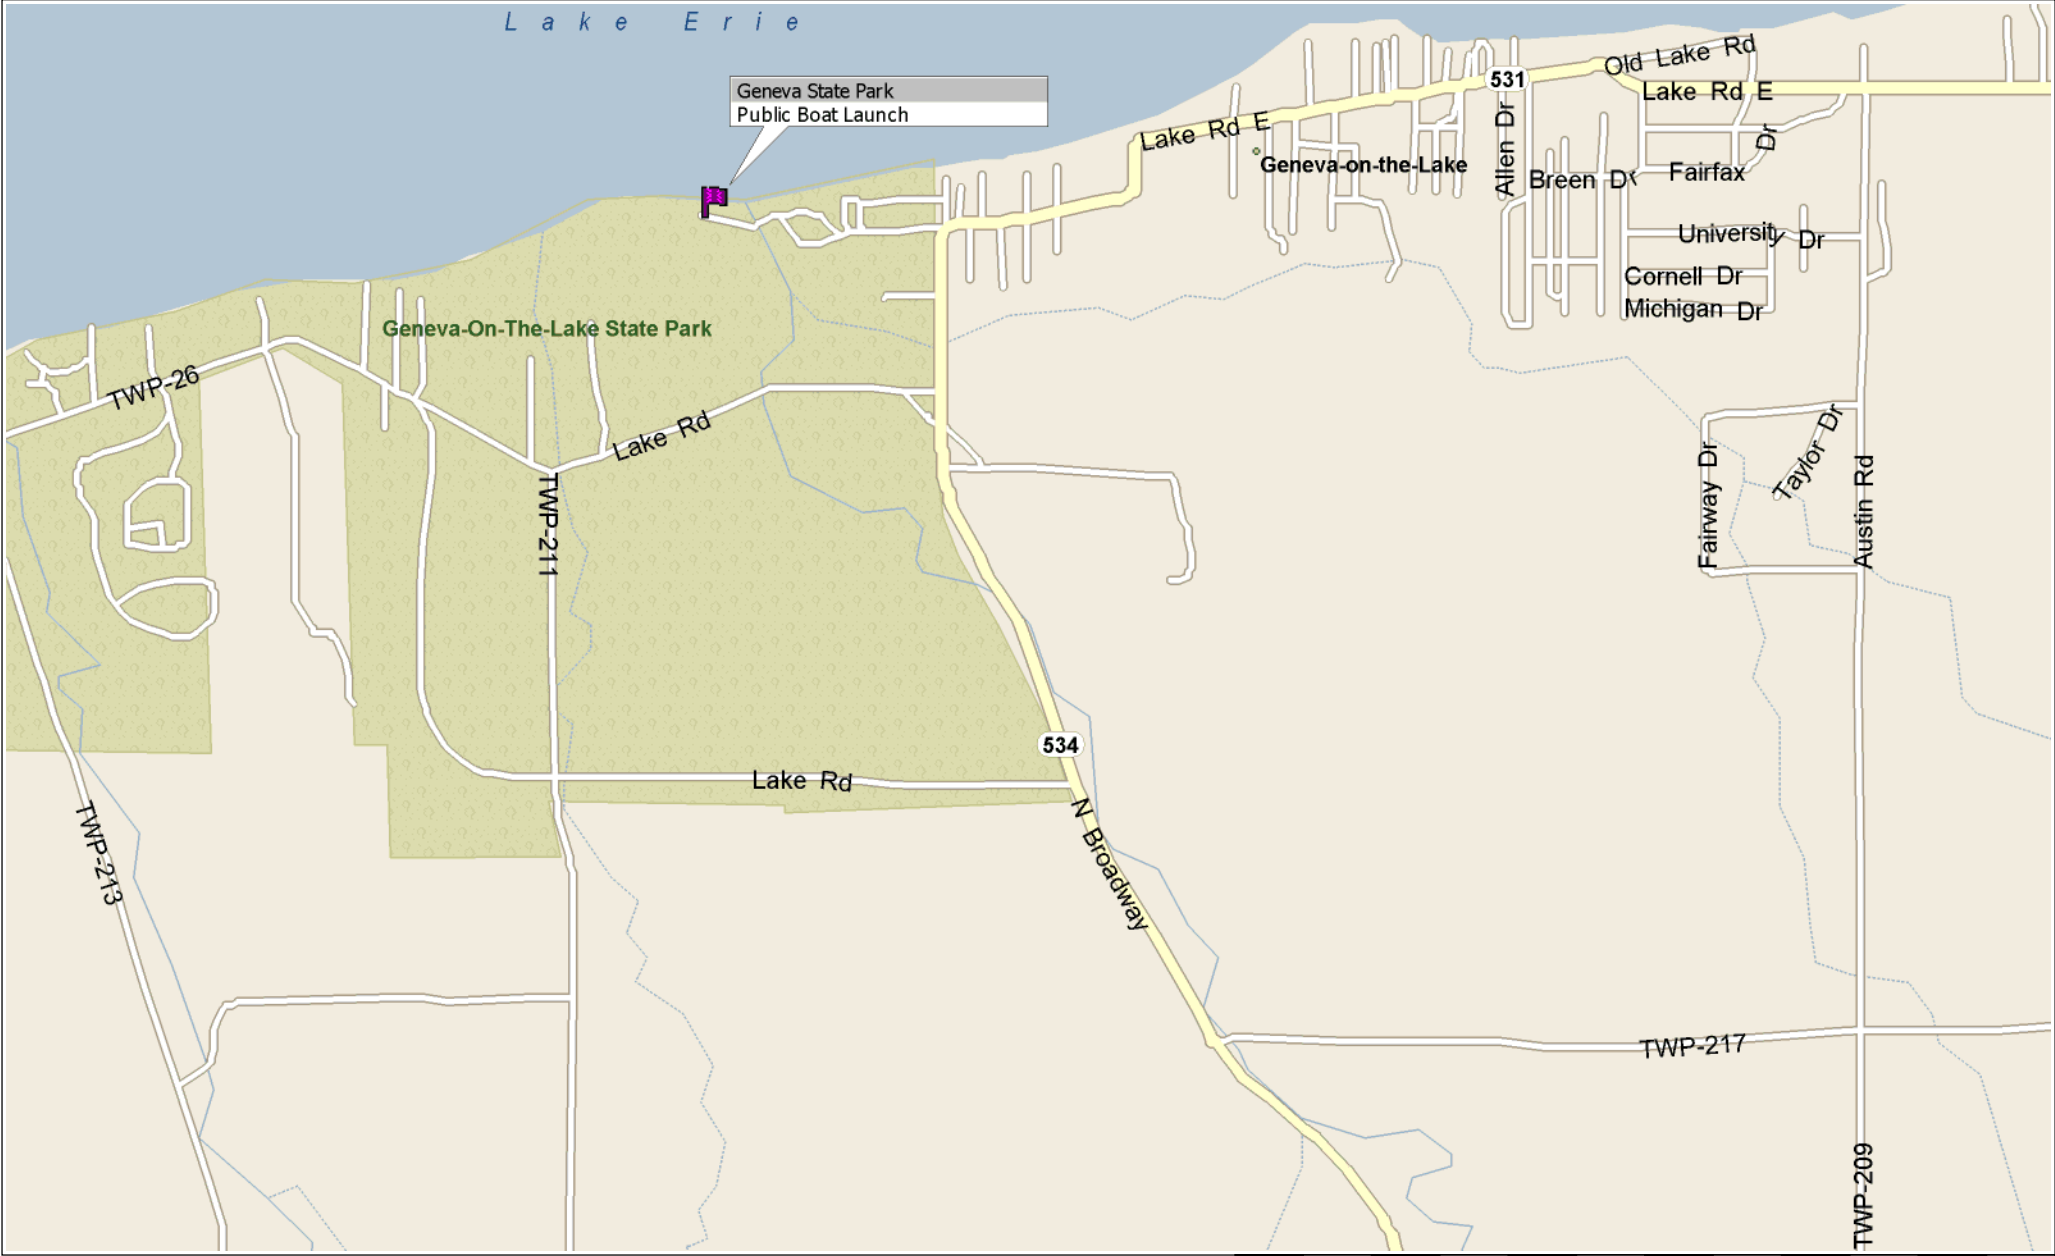 Lake Erie
Geneva State Park
Public Boat Launch
Old Lake Rd
531
Lake Rd E
Lake Rd E
Geneva-on-the-Lake
Allen Dr
Breen Dr
Fairfax Dr
University Dr
Cornell Dr
Michigan Dr
Geneva-On-The-Lake State Park
TWP-26
Lake Rd
TWP-211
Fairway Dr
Taylor Dr
Austin Rd
534
Lake Rd
N Broadway
TWP-213
TWP-217
TWP-209